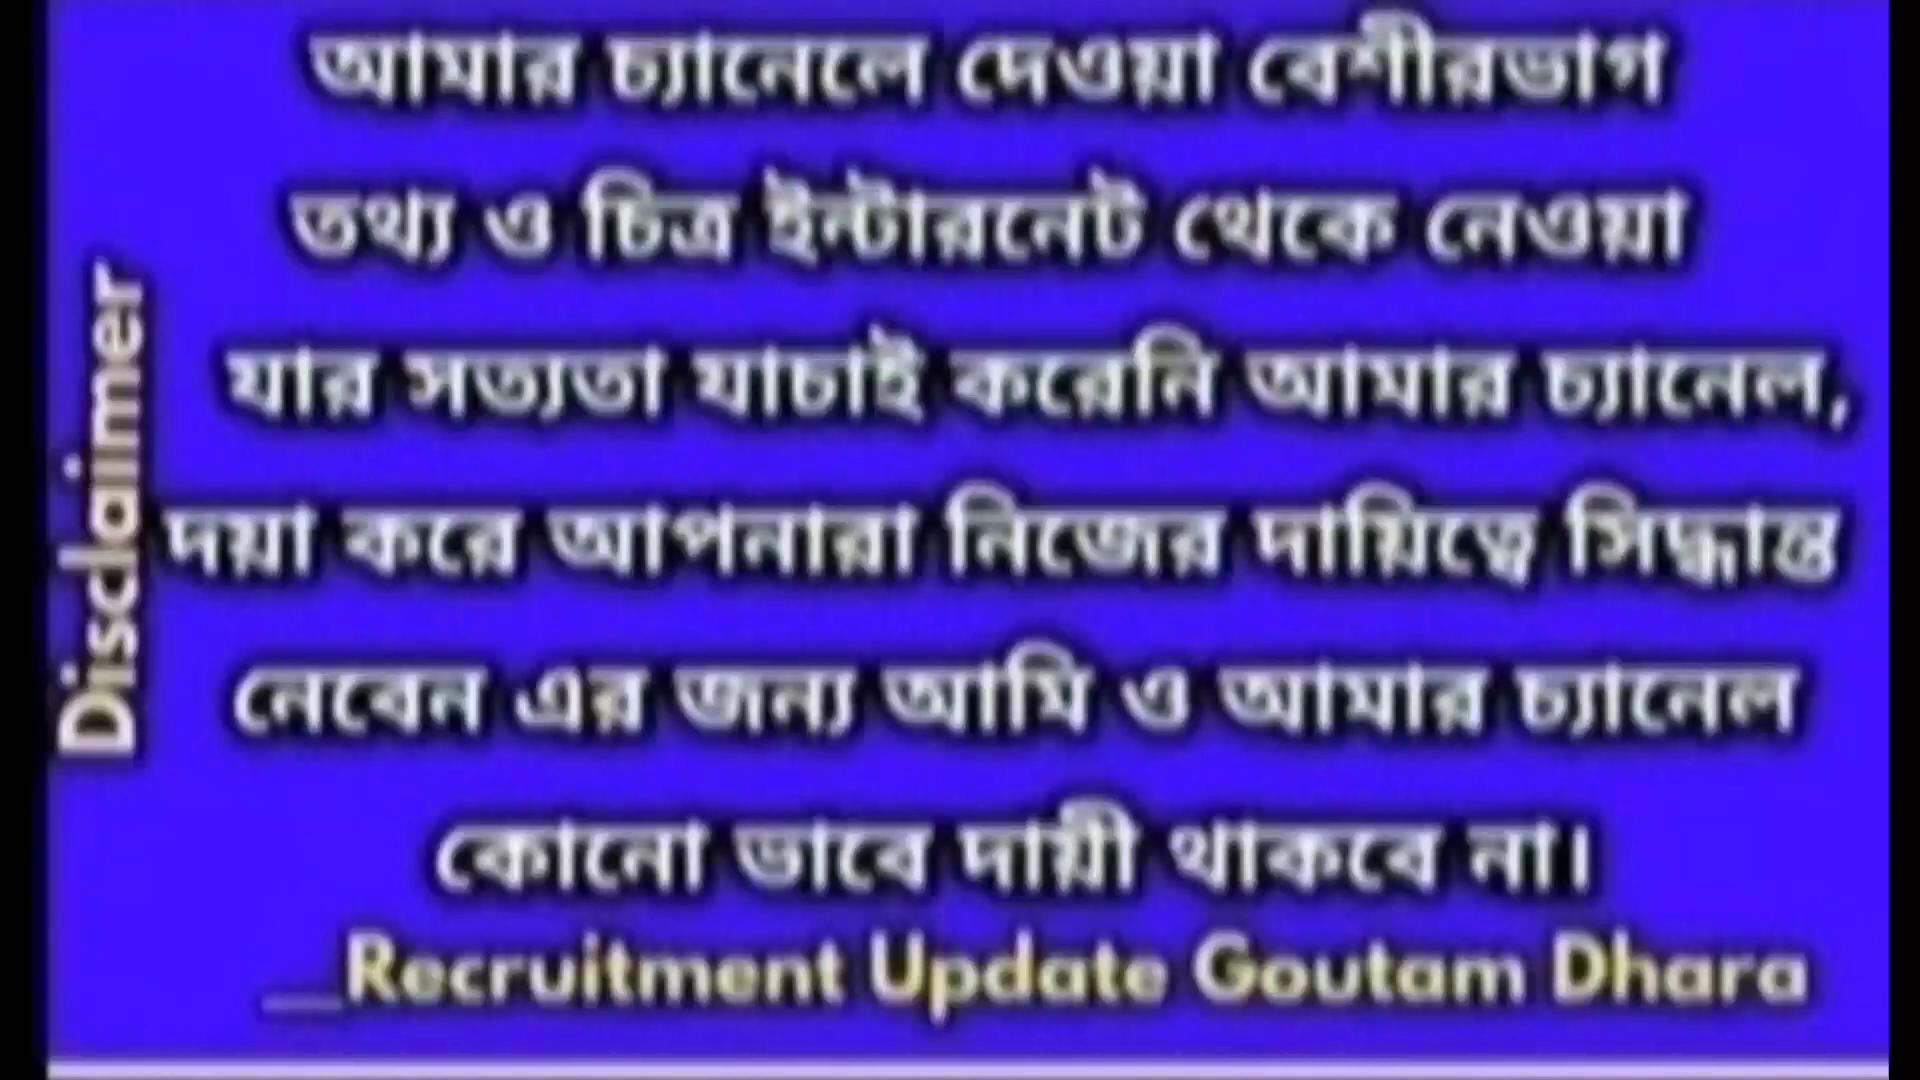 Disclaimer
আমার চ্যানেলে দেওয়া বেশীরভাগ
তথ্য ও চিত্র ইন্টারনেট থেকে নেওয়া
যার সত্যতা যাচাই করেনি আমার চ্যানেল,
দয়া করে আপনারা নিজের দায়িত্বে সিদ্ধান্ত
নেবেন এর জন্য আমি ও আমার চ্যানেল
কোনো ভাবে দায়ী থাকবে না।
__Recruitment Update Goutam Dhara